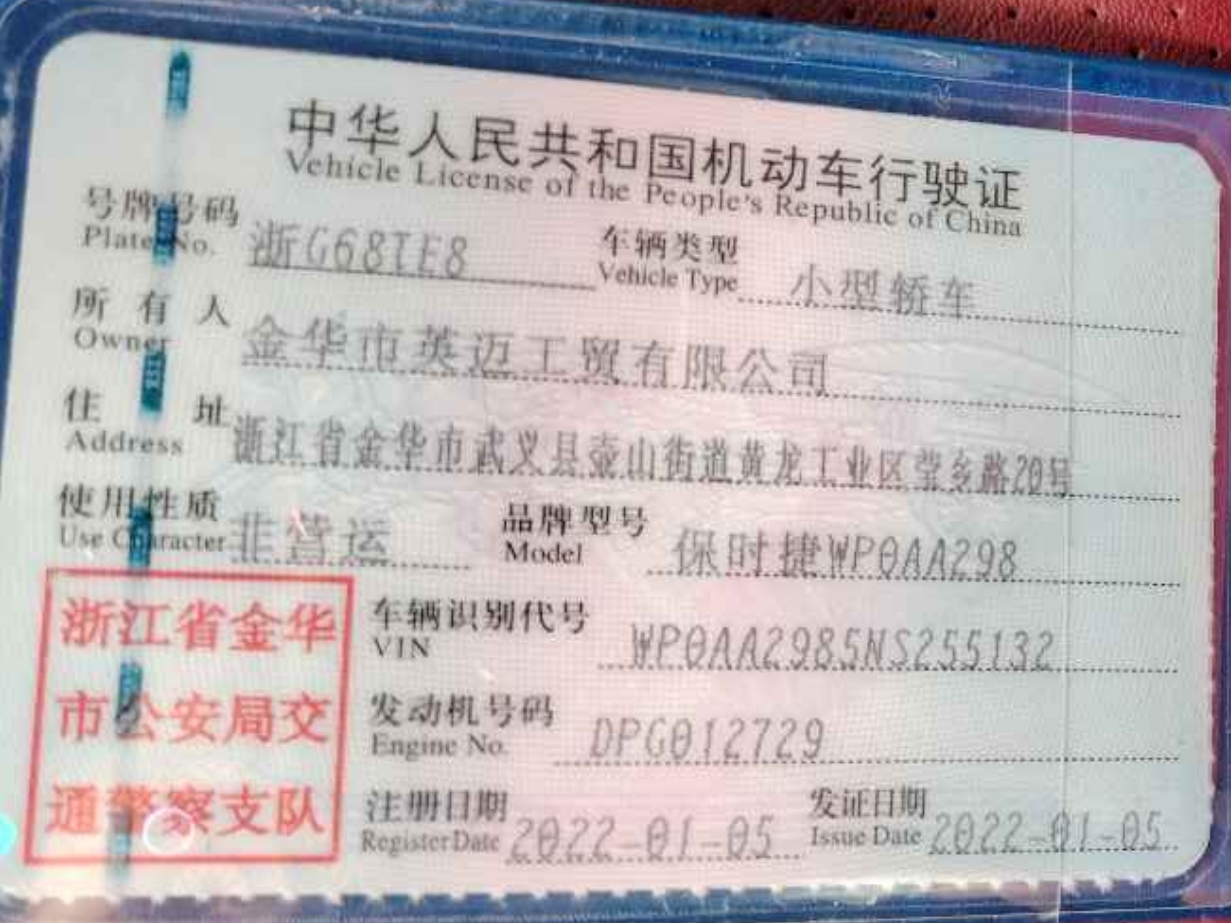 中华人民共和国机动车行驶证
Vehicle License of the People's Republic of China
号牌号码 浙G68TE8 车辆类型 小型轿车
Plate No. Vehicle Type
所有人 金华市英迈工贸有限公司
Owner
住址 浙江省金华市武义县壶山街道黄龙工业区莹乡路20号
Address
使用性质 非营运 品牌型号 保时捷WP0AA298
Use Character Model
浙江省金华
市公安局交
通警察支队
车辆识别代号 WP0AA2985NS255132
VIN
发动机号码 DPG012729
Engine No.
注册日期 2022-01-05 发证日期 2022-01-05
Register Date Issue Date